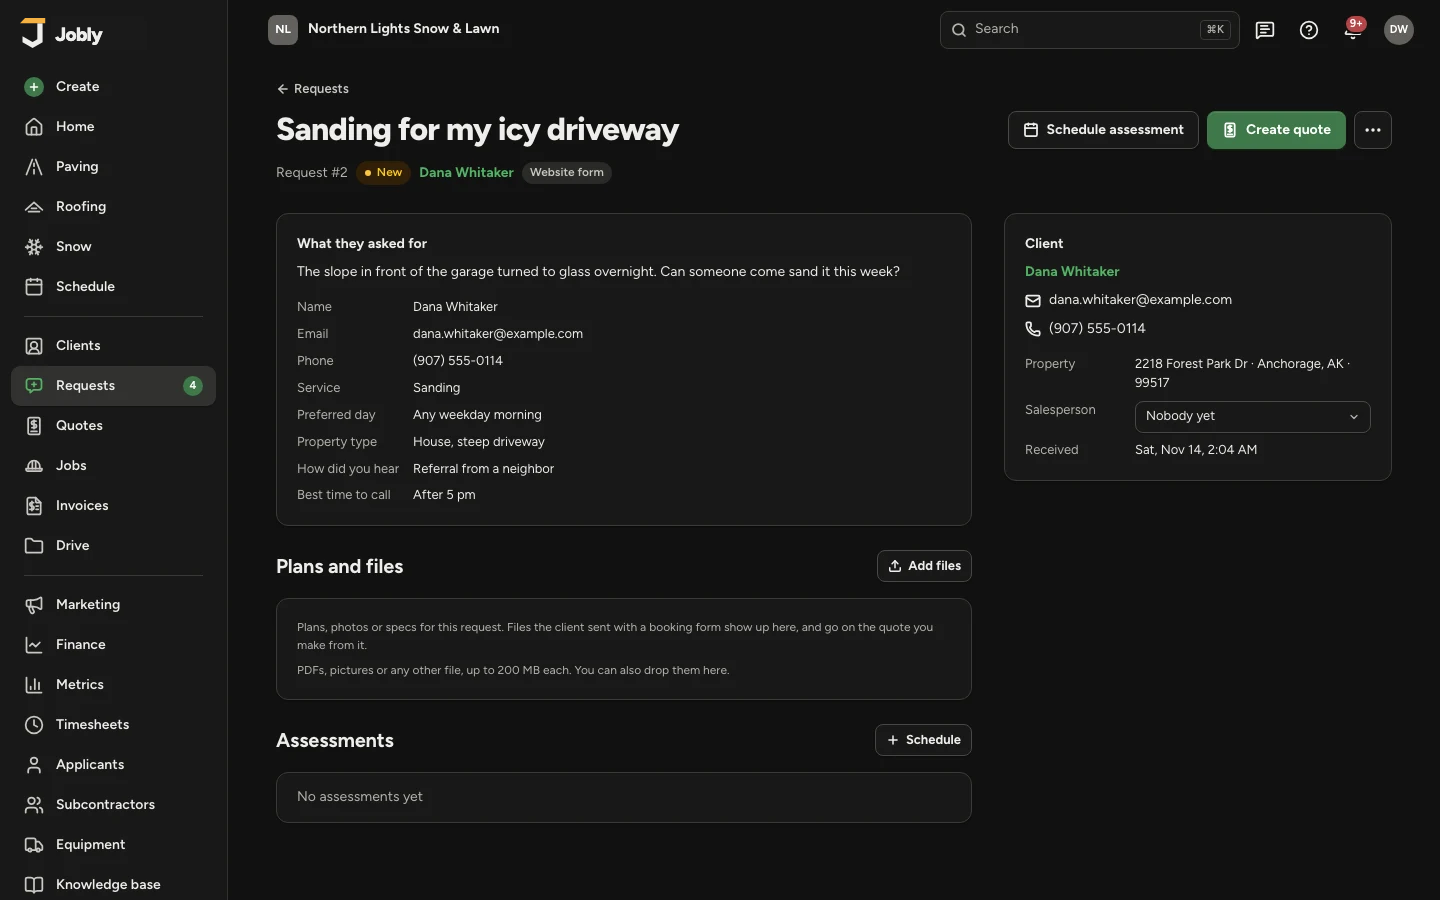 Jobly
NL
Northern Lights Snow & Lawn
Search
⌘K
9+
DW
Create
Home
Paving
Roofing
Snow
Schedule
Clients
Requests
4
Quotes
Jobs
Invoices
Drive
Marketing
Finance
Metrics
Timesheets
Applicants
Subcontractors
Equipment
Knowledge base
Requests
Sanding for my icy driveway
Schedule assessment
Create quote
Request #2
New
Dana Whitaker
Website form
What they asked for
The slope in front of the garage turned to glass overnight. Can someone come sand it this week?
Name Dana Whitaker
Email dana.whitaker@example.com
Phone (907) 555-0114
Service Sanding
Preferred day Any weekday morning
Property type House, steep driveway
How did you hear Referral from a neighbor
Best time to call After 5 pm
Client
Dana Whitaker
dana.whitaker@example.com
(907) 555-0114
Property 2218 Forest Park Dr · Anchorage, AK ·
99517
Salesperson Nobody yet
Received Sat, Nov 14, 2:04 AM
Plans and files
Add files
Plans, photos or specs for this request. Files the client sent with a booking form show up here, and go on the quote you
make from it.
PDFs, pictures or any other file, up to 200 MB each. You can also drop them here.
Assessments
Schedule
No assessments yet